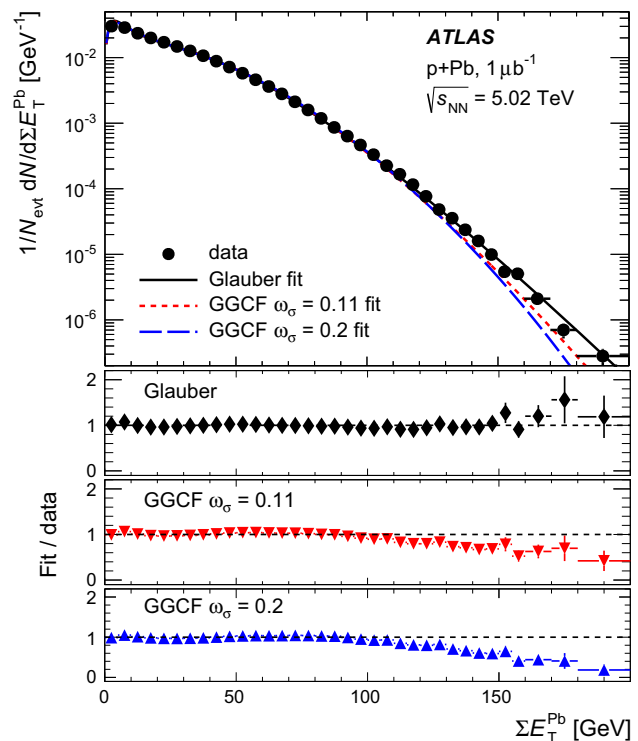 1/N_evt dN/dΣE_T^Pb [GeV⁻¹]
10⁻²
10⁻³
10⁻⁴
10⁻⁵
10⁻⁶
ATLAS
p+Pb, 1 μb⁻¹
√s_NN = 5.02 TeV
data
Glauber fit
GGCF ω_σ = 0.11 fit
GGCF ω_σ = 0.2 fit
Fit / data
2
1
0
Glauber
2
1
0
GGCF ω_σ = 0.11
2
1
0
GGCF ω_σ = 0.2
0 50 100 150 200
ΣE_T^Pb [GeV]